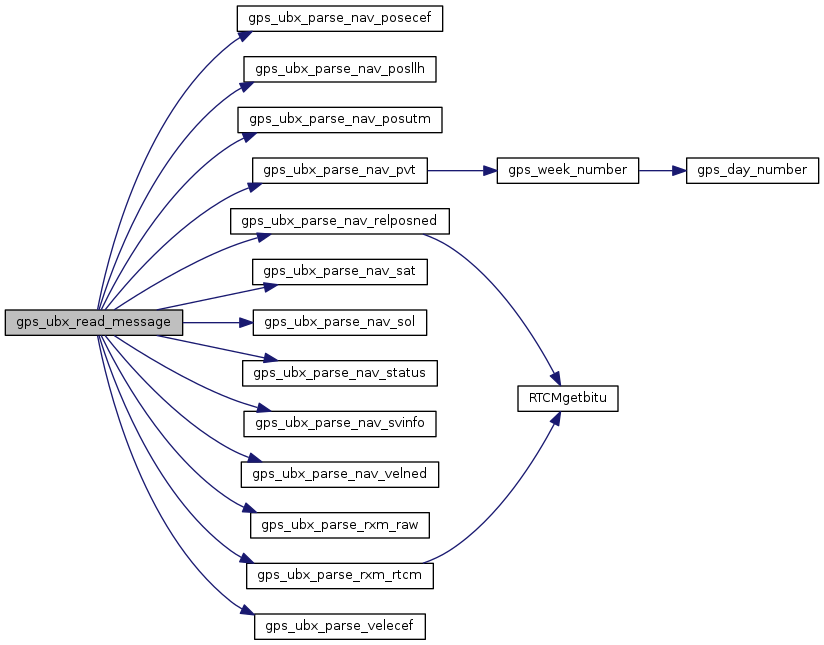 gps_ubx_read_message
gps_ubx_parse_nav_posecef
gps_ubx_parse_nav_posllh
gps_ubx_parse_nav_posutm
gps_ubx_parse_nav_pvt
gps_week_number
gps_day_number
gps_ubx_parse_nav_relposned
gps_ubx_parse_nav_sat
gps_ubx_parse_nav_sol
gps_ubx_parse_nav_status
RTCMgetbitu
gps_ubx_parse_nav_svinfo
gps_ubx_parse_nav_velned
gps_ubx_parse_rxm_raw
gps_ubx_parse_rxm_rtcm
gps_ubx_parse_velecef